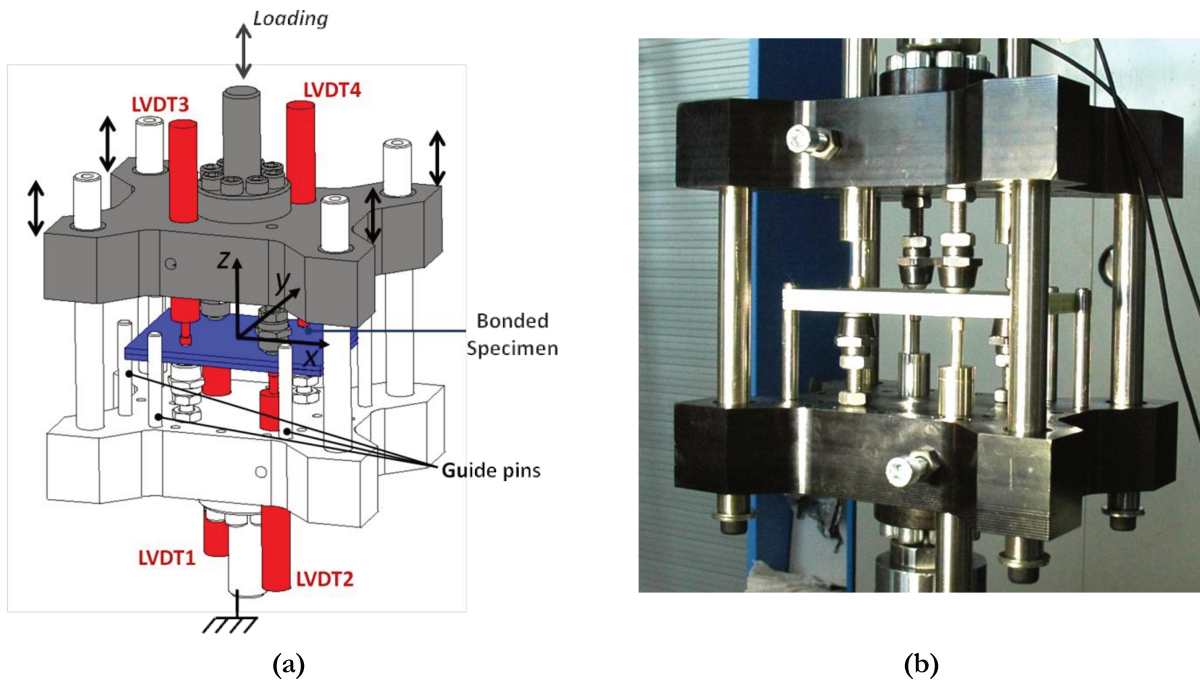 Loading
LVDT3
LVDT4
z
y
x
Bonded
Specimen
Guide pins
LVDT1
LVDT2
(a)
(b)